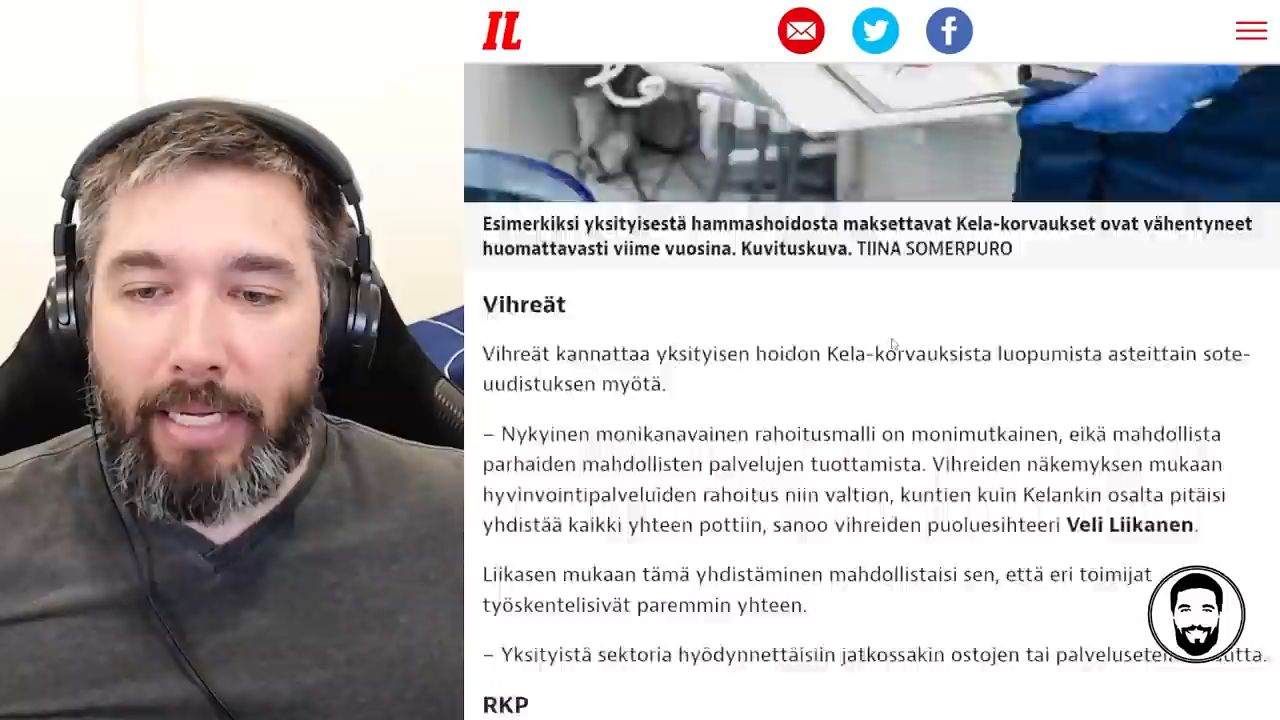 IL
Esimerkiksi yksityisestä hammashoidosta maksettavat Kela-korvaukset ovat vähentyneet
huomattavasti viime vuosina. Kuvituskuva. TIINA SOMERPURO
Vihreät
Vihreät kannattaa yksityisen hoidon Kela-korvauksista luopumista asteittain sote-
uudistuksen myötä.
– Nykyinen monikanavainen rahoitusmalli on monimutkainen, eikä mahdollista
parhaiden mahdollisten palvelujen tuottamista. Vihreiden näkemyksen mukaan
hyvinvointipalveluiden rahoitus niin valtion, kuntien kuin Kelankin osalta pitäisi
yhdistää kaikki yhteen pottiin, sanoo vihreiden puoluesihteeri Veli Liikanen.
Liikasen mukaan tämä yhdistäminen mahdollistaisi sen, että eri toimijat
työskentelisivät paremmin yhteen.
– Yksityistä sektoria hyödynnettäisiin jatkossakin ostojen tai
RKP